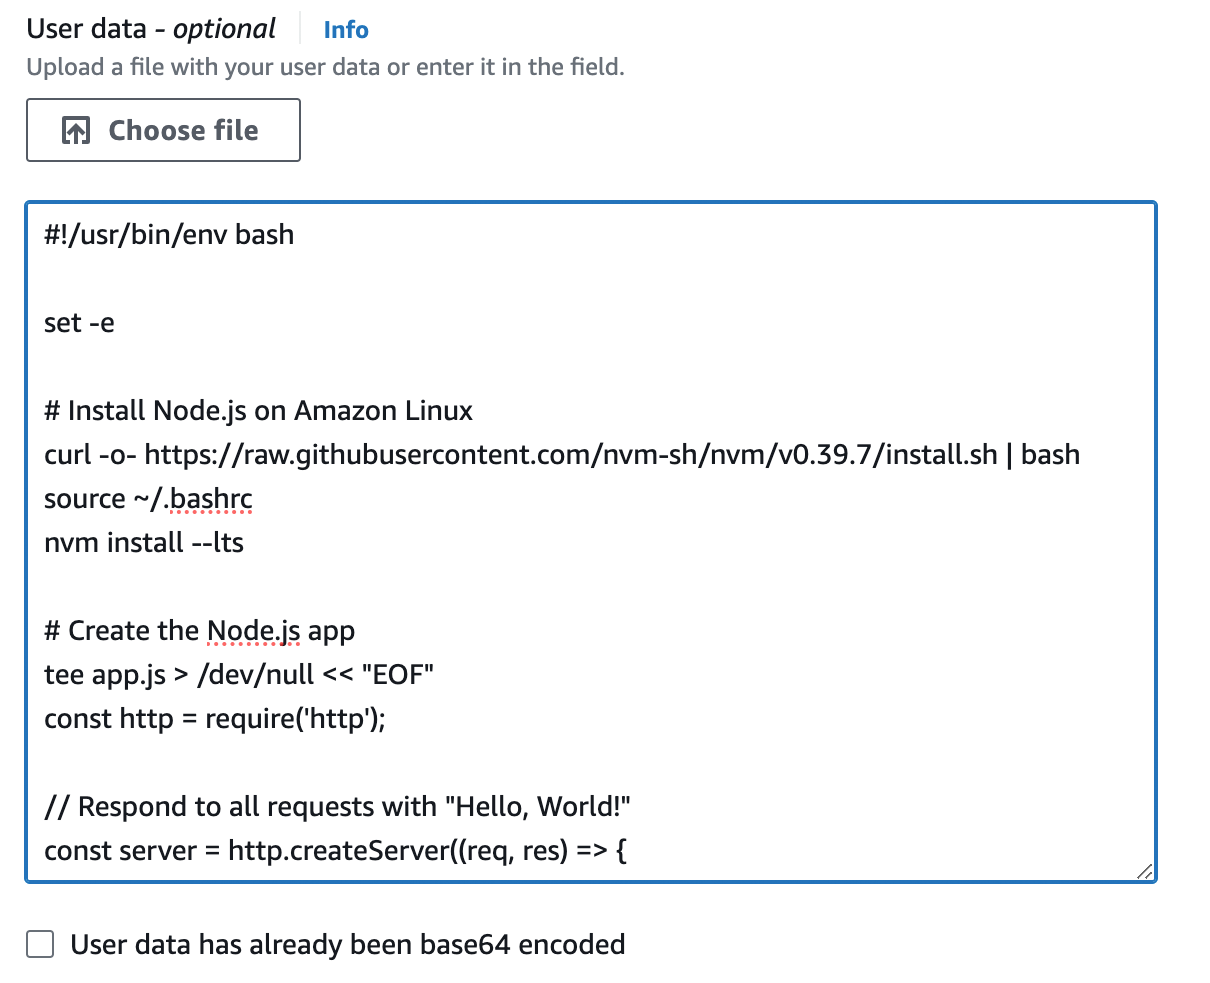 User data - optional Info
Upload a file with your user data or enter it in the field.
Choose file
#!/usr/bin/env bash
set -e
# Install Node.js on Amazon Linux
curl -o- https://raw.githubusercontent.com/nvm-sh/nvm/v0.39.7/install.sh | bash
source ~/.bashrc
nvm install --lts
# Create the Node.js app
tee app.js > /dev/null << "EOF"
const http = require('http');
// Respond to all requests with "Hello, World!"
const server = http.createServer((req, res) => {
User data has already been base64 encoded